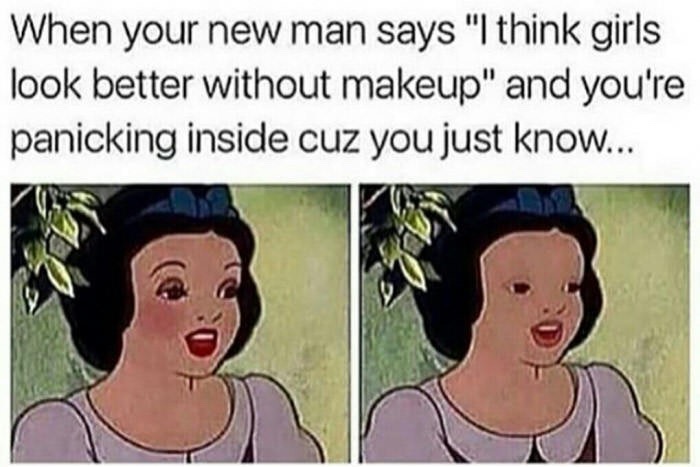 When your new man says "I think girls
look better without makeup" and you're
panicking inside cuz you just know...